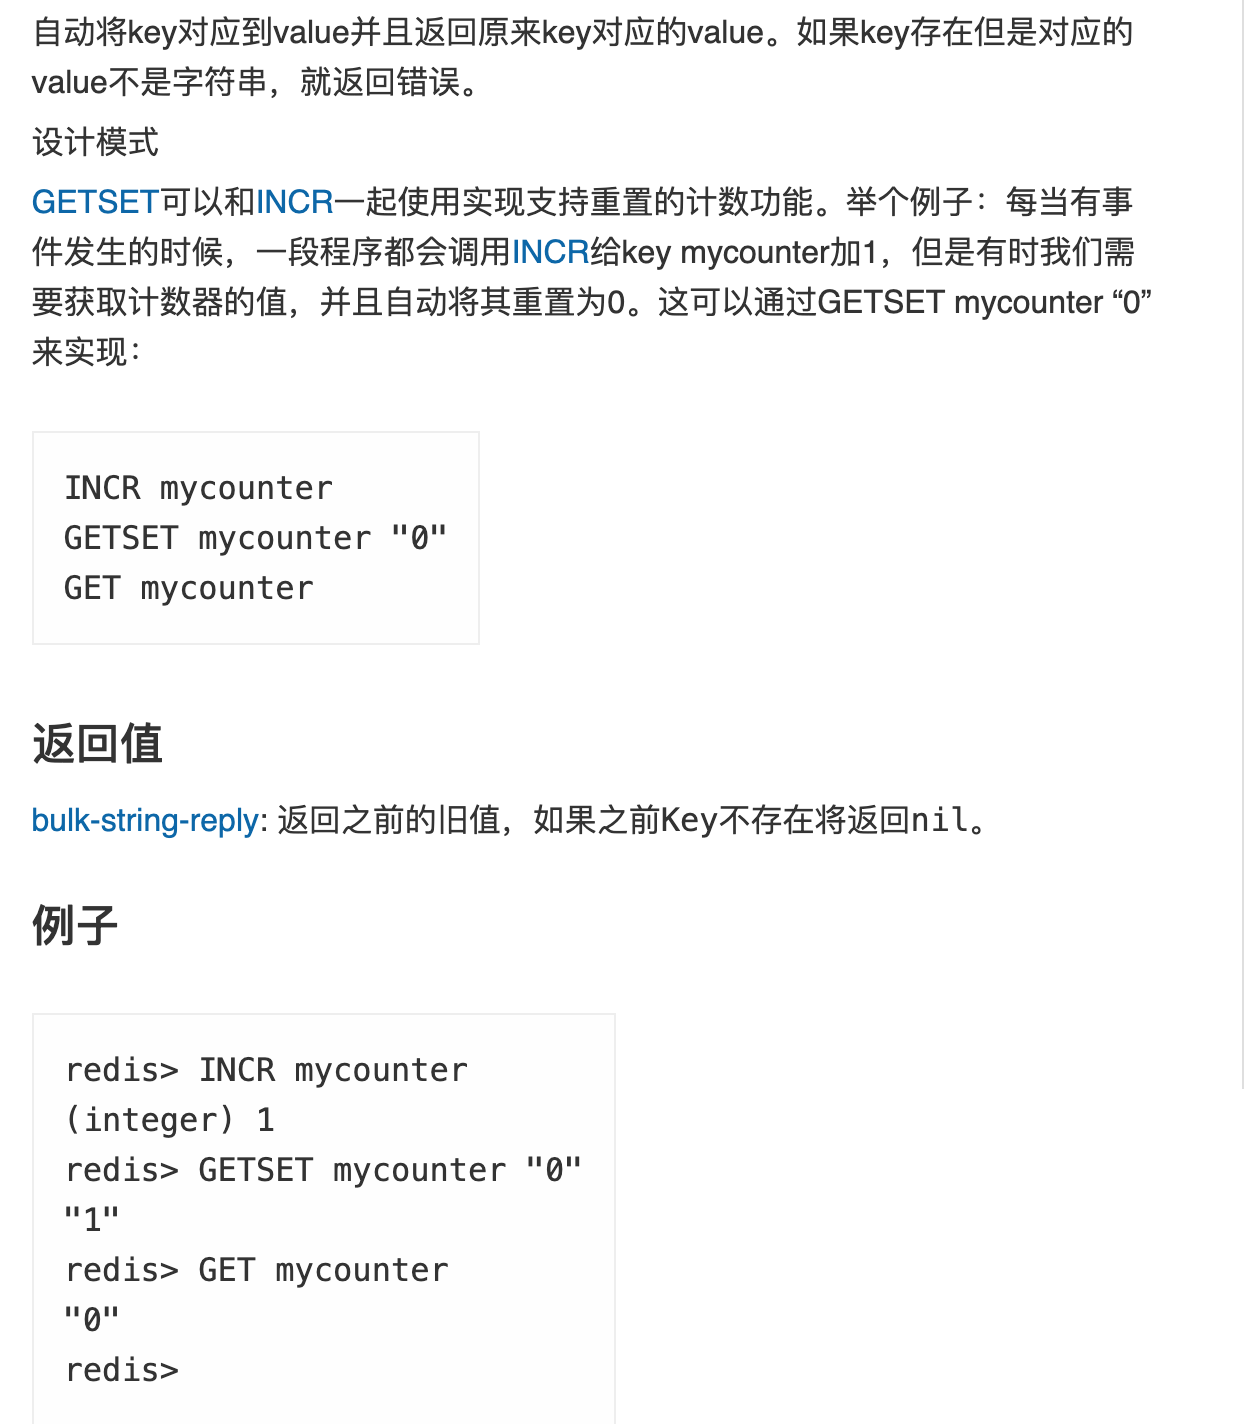 自动将key对应到value并且返回原来key对应的value。如果key存在但是对应的
value不是字符串，就返回错误。
设计模式
GETSET可以和INCR一起使用实现支持重置的计数功能。举个例子：每当有事
件发生的时候，一段程序都会调用INCR给key mycounter加1，但是有时我们需
要获取计数器的值，并且自动将其重置为0。这可以通过GETSET mycounter “0”
来实现：
INCR mycounter
GETSET mycounter "0"
GET mycounter
返回值
bulk-string-reply: 返回之前的旧值，如果之前Key不存在将返回nil。
例子
redis> INCR mycounter
(integer) 1
redis> GETSET mycounter "0"
"1"
redis> GET mycounter
"0"
redis>